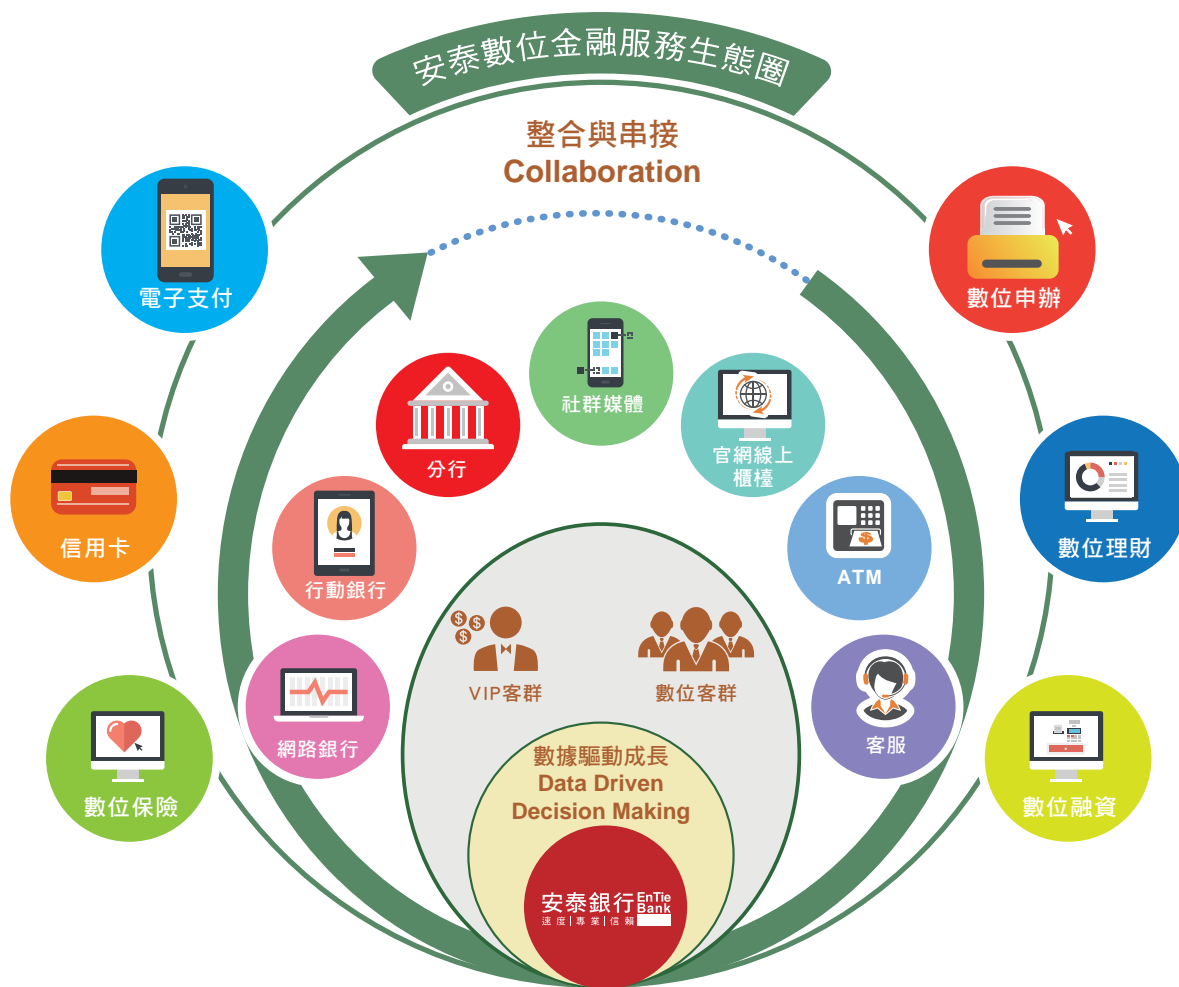 安泰數位金融服務生態圈
整合與串接
Collaboration
電子支付
數位申辦
社群媒體
分行
官網線上
櫃檯
信用卡
數位理財
行動銀行
ATM
VIP客群
數位客群
網路銀行
客服
數據驅動成長
Data Driven
Decision Making
數位保險
數位融資
安泰銀行 EnTie
Bank
速度|專業|信賴